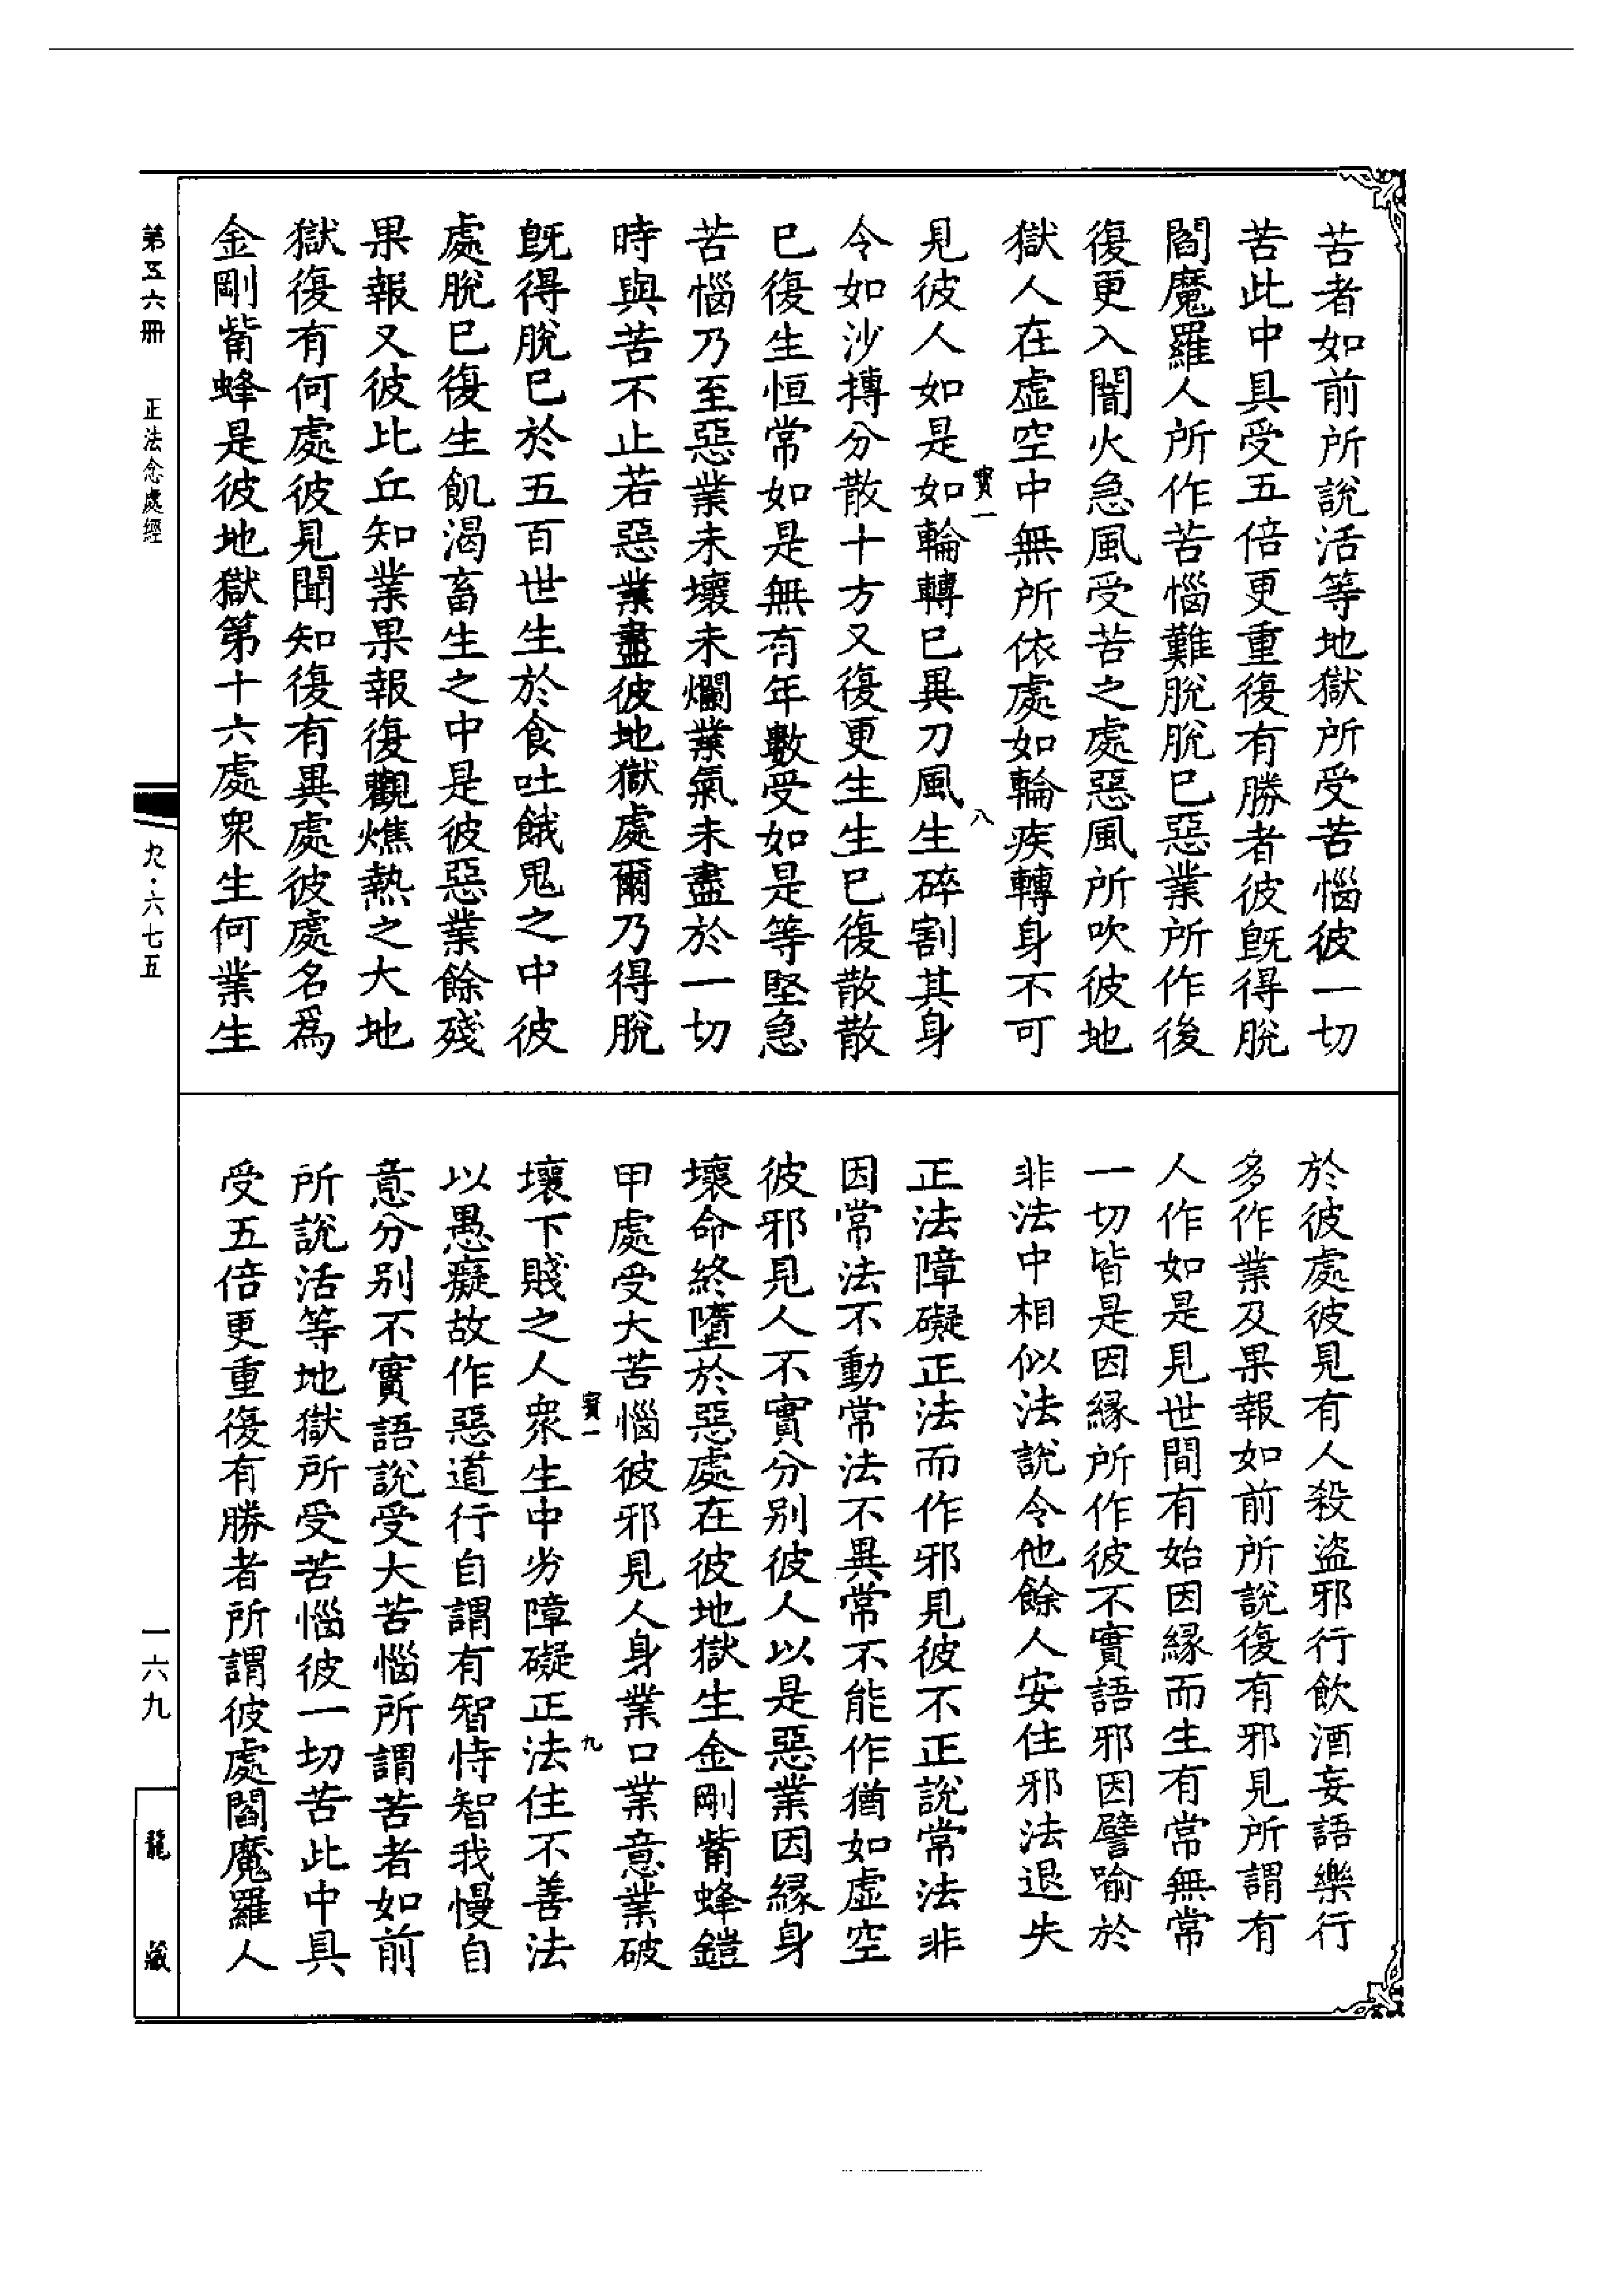 苦者如前所說活等地獄所受苦惱彼一切
苦此中具受五倍更重復有勝者彼旣得脫
閻魔羅人所作苦惱難脫脫已惡業所作後
復更入闇火急風受苦之處惡風所吹彼地
獄人在虛空中無所依處如輪疾轉身不可
寶一
八
見彼人如是如輪轉已異刀風生碎割其身
令如沙摶分散十方又復更生生已復散散
已復生恒常如是無有年數受如是等堅急
苦惱乃至惡業未壞未爛業氣未盡於一切
時與苦不止若惡業盡彼地獄處爾乃得脫
旣得脫已於五百世生於食吐餓鬼之中彼
處脫已復生飢渴畜生之中是彼惡業餘殘
果報又彼比丘知業果報復觀燋熱之大地
獄復有何處彼見聞知復有異處彼處名爲
金剛觜蜂是彼地獄第十六處衆生何業生
於彼處彼見有人殺盜邪行飲酒妄語樂行
多作業及果報如前所說復有邪見所謂有
人作如是見世間有始因縁而生有常無常
一切皆是因縁所作彼不實語邪因譬喻於
非法中相似法說令他餘人安住邪法退失
正法障礙正法而作邪見彼不正說常法非
因常法不動常法不異常不能作猶如虛空
彼邪見人不實分别彼人以是惡業因縁身
壞命終墮於惡處在彼地獄生金剛觜蜂鎧
甲處受大苦惱彼邪見人身業口業意業破
寶一
九
壞下賤之人衆生中劣障礙正法住不善法
以愚癡故作惡道行自謂有智恃智我慢自
意分别不實語說受大苦惱所謂苦者如前
所說活等地獄所受苦惱彼一切苦此中具
受五倍更重復有勝者所謂彼處閻魔羅人
第五六冊 正法念處經
九·六七五
一六九
龍藏